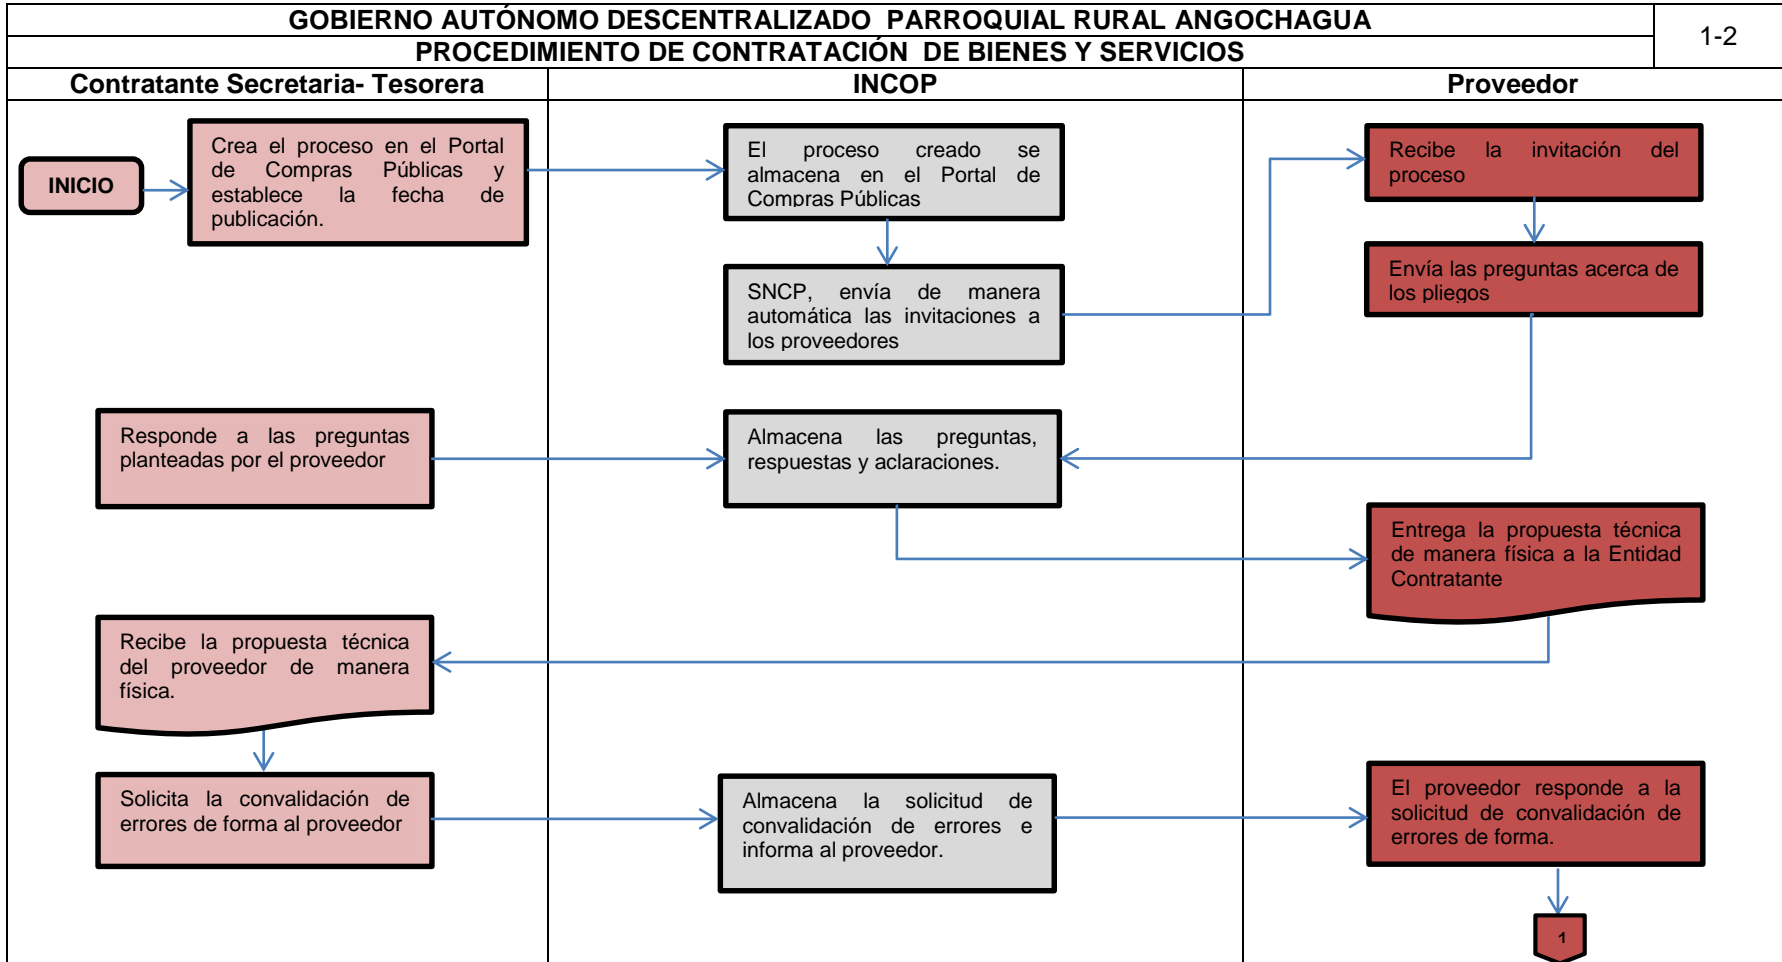 GOBIERNO AUTÓNOMO DESCENTRALIZADO PARROQUIAL RURAL ANGOCHAGUA
PROCEDIMIENTO DE CONTRATACIÓN DE BIENES Y SERVICIOS
1-2
Contratante Secretaria- Tesorera
INCOP
Proveedor
INICIO
Crea el proceso en el Portal
de Compras Públicas y
establece la fecha de
publicación.
El proceso creado se
almacena en el Portal de
Compras Públicas
Recibe la invitación del
proceso
SNCP, envía de manera
automática las invitaciones a
los proveedores
Envía las preguntas acerca de
los pliegos
Responde a las preguntas
planteadas por el proveedor
Almacena las preguntas,
respuestas y aclaraciones.
Entrega la propuesta técnica
de manera física a la Entidad
Contratante
Recibe la propuesta técnica
del proveedor de manera
física.
Solicita la convalidación de
errores de forma al proveedor
Almacena la solicitud de
convalidación de errores e
informa al proveedor.
El proveedor responde a la
solicitud de convalidación de
errores de forma.
1